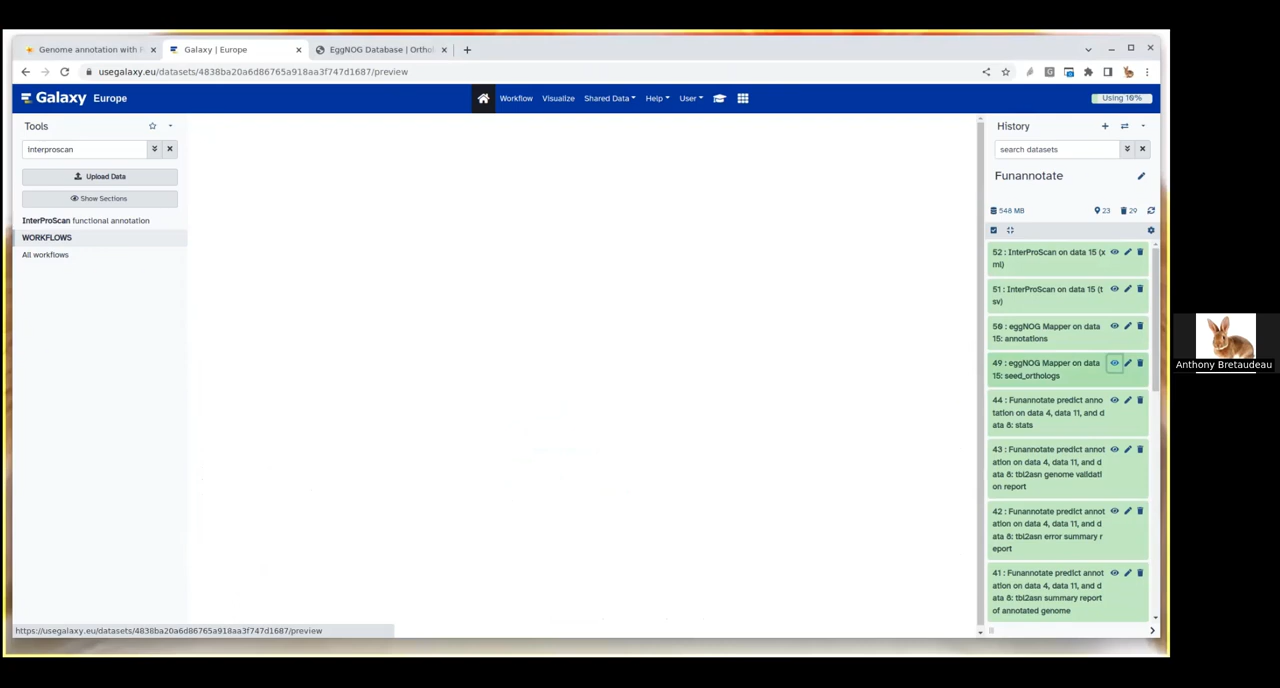 Genome annotation with F
Galaxy | Europe
EggNOG Database | Ortho
usegalaxy.eu/datasets/4838ba20a6d86765a918aa3f747d1687/preview
Galaxy Europe
Workflow Visualize Shared Data Help User
Using 10%
Tools
interproscan
Upload Data
Show Sections
InterProScan functional annotation
WORKFLOWS
All workflows
https://usegalaxy.eu/datasets/4838ba20a6d86765a918aa3f747d1687/preview
History
search datasets
Funannotate
548 MB
23
29
52 : InterProScan on data 15 (x
ml)
51 : InterProScan on data 15 (t
sv)
50 : eggNOG Mapper on data
15: annotations
49 : eggNOG Mapper on data
15: seed_orthologs
44 : Funannotate predict anno
tation on data 4, data 11, and d
ata 8: stats
43 : Funannotate predict annot
ation on data 4, data 11, and d
ata 8: tbl2asn genome validati
on report
42 : Funannotate predict annot
ation on data 4, data 11, and d
ata 8: tbl2asn error summary r
eport
41 : Funannotate predict annot
ation on data 4, data 11, and d
ata 8: tbl2asn summary report
of annotated genome
Anthony Bretaudeau